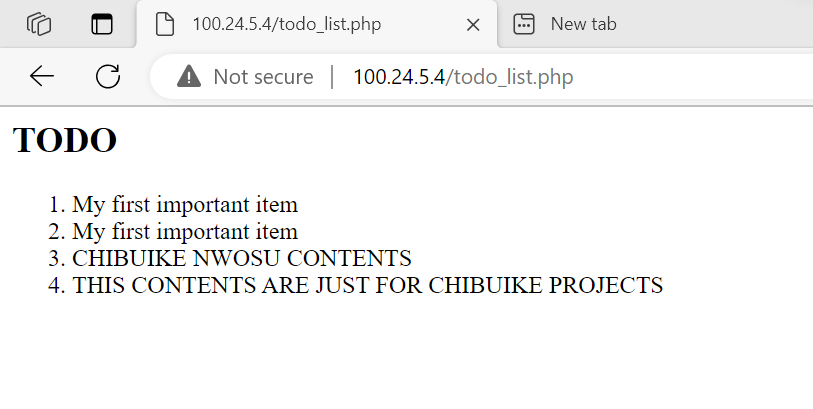 100.24.5.4/todo_list.php
New tab
Not secure
100.24.5.4/todo_list.php
TODO
1. My first important item
2. My first important item
3. CHIBUIKE NWOSU CONTENTS
4. THIS CONTENTS ARE JUST FOR CHIBUIKE PROJECTS